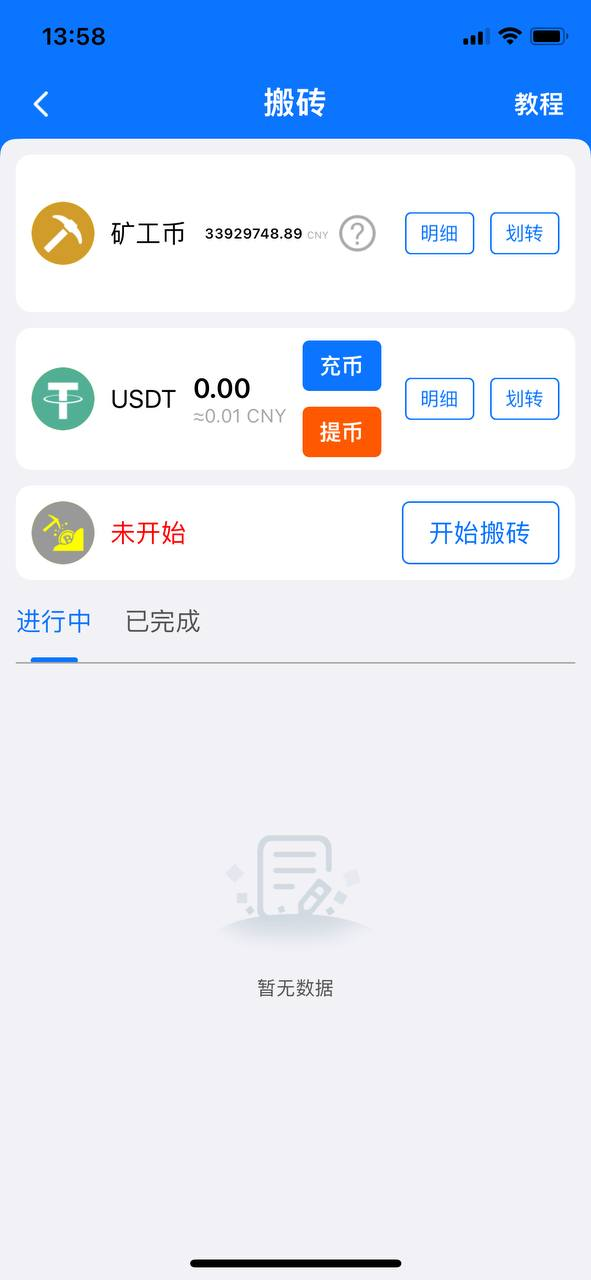 13:58
搬砖
教程
矿工币 33929748.89 CNY ? 明细 划转
充币
USDT 0.00 明细 划转
≈0.01 CNY
提币
未开始 开始搬砖
进行中 已完成
暂无数据